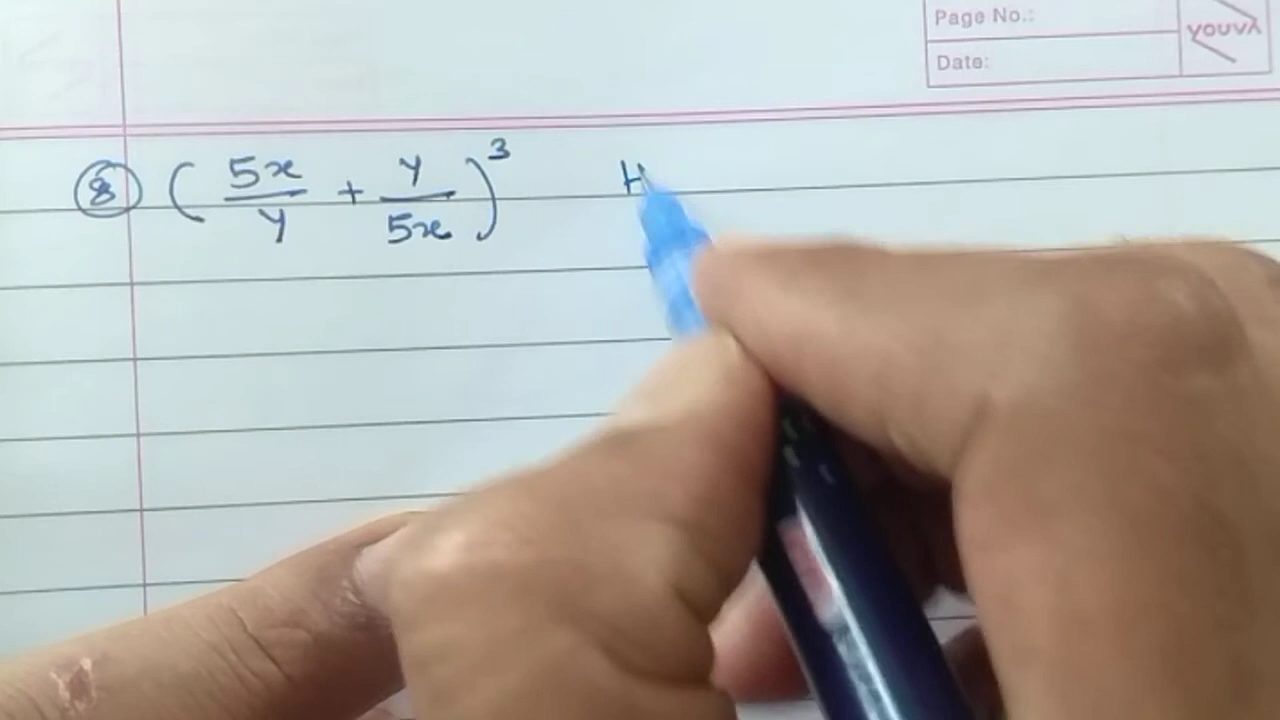 Page No.:
youva
Date:
⑧ ( 5x/y + y/5x )³ H